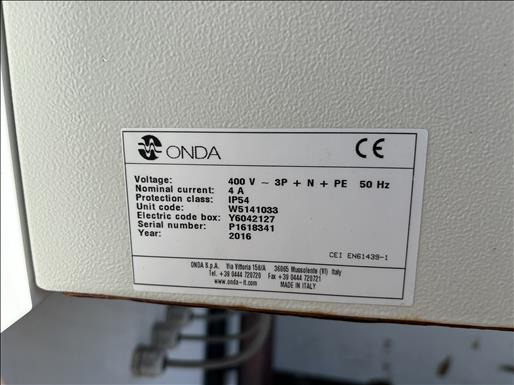 ONDA
CE
Voltage: 400 V ~ 3P + N + PE 50 Hz
Nominal current: 4 A
Protection class: IP54
Unit code: W5141033
Electric code box: Y6042127
Serial number: P1618341
Year: 2016
CEI EN61439-1
ONDA S.p.A. Via Vittoria 158/A 36065 Mussolente (VI) Italy
Tel. +39 0444 720720 Fax +39 0444 720721
www.onda-it.com MADE IN ITALY